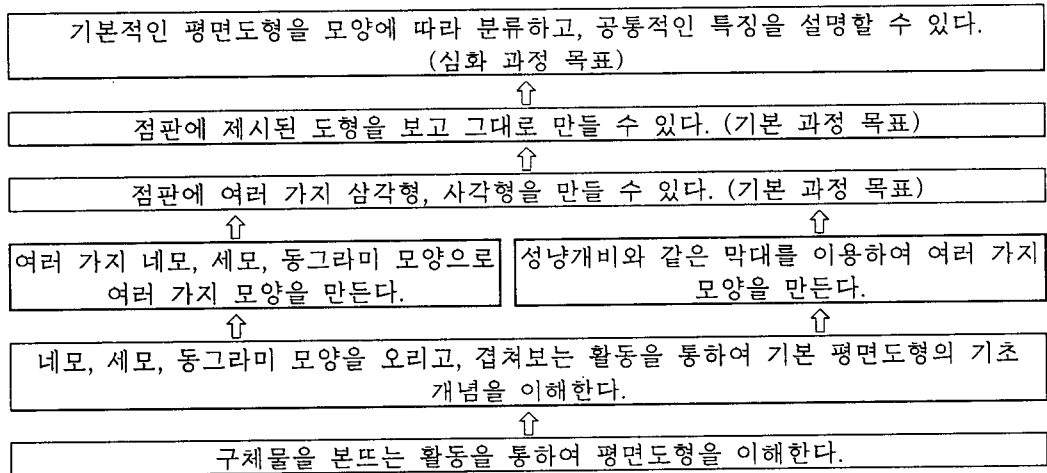 기본적인 평면도형을 모양에 따라 분류하고, 공통적인 특징을 설명할 수 있다.
(심화 과정 목표)
점판에 제시된 도형을 보고 그대로 만들 수 있다. (기본 과정 목표)
점판에 여러 가지 삼각형, 사각형을 만들 수 있다. (기본 과정 목표)
여러 가지 네모, 세모, 동그라미 모양으로
여러 가지 모양을 만든다.
성냥개비와 같은 막대를 이용하여 여러 가지
모양을 만든다.
네모, 세모, 동그라미 모양을 오리고, 겹쳐보는 활동을 통하여 기본 평면도형의 기초
개념을 이해한다.
구체물을 본뜨는 활동을 통하여 평면도형을 이해한다.